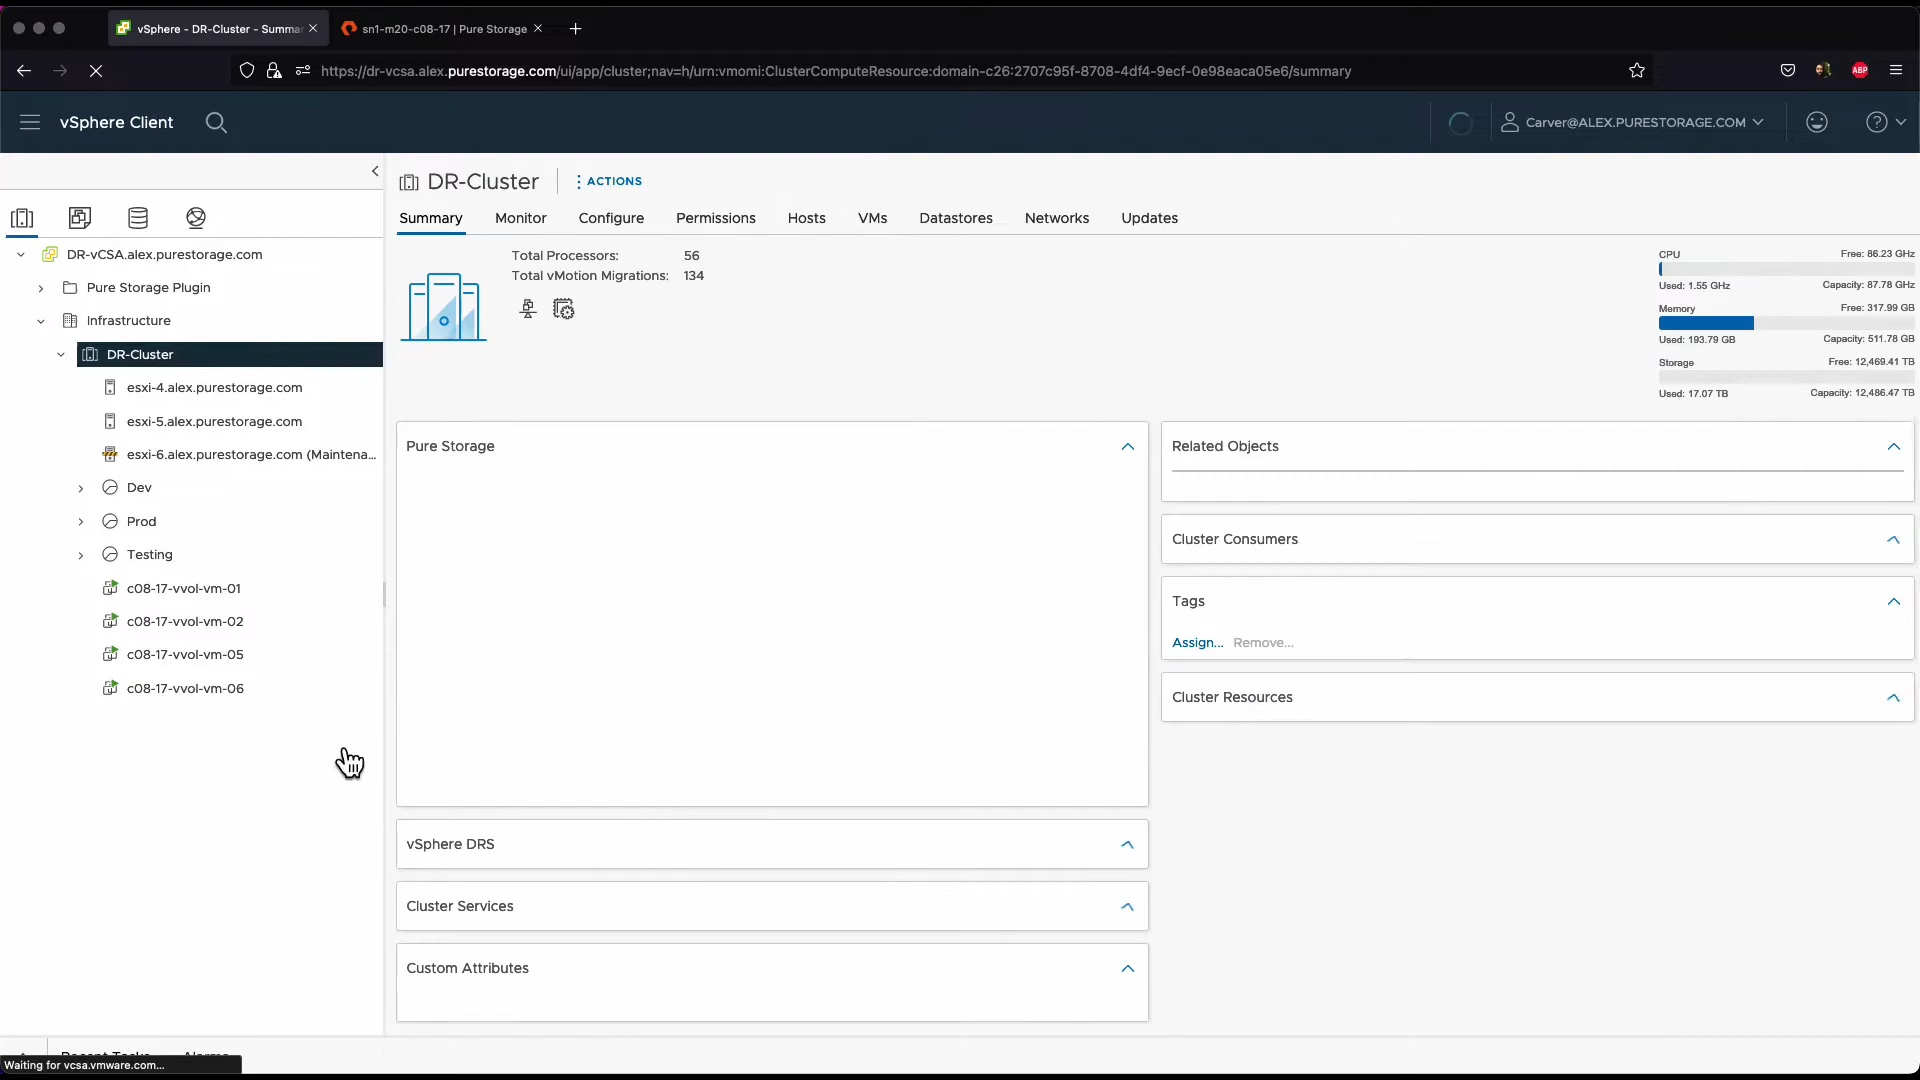 vSphere - DR-Cluster - Summa
sn1-m20-c08-17 | Pure Storage
https://dr-vcsa.alex.purestorage.com/ui/app/cluster;nav=h/urn:vmomi:ClusterComputeResource:domain-c26:2707c95f-8708-4df4-9ecf-0e98eaca05e6/summary
ABP
vSphere Client
Carver@ALEX.PURESTORAGE.COM
DR-Cluster
ACTIONS
Summary
Monitor
Configure
Permissions
Hosts
VMs
Datastores
Networks
Updates
DR-vCSA.alex.purestorage.com
Pure Storage Plugin
Infrastructure
DR-Cluster
esxi-4.alex.purestorage.com
esxi-5.alex.purestorage.com
esxi-6.alex.purestorage.com (Maintena...
Dev
Prod
Testing
c08-17-vvol-vm-01
c08-17-vvol-vm-02
c08-17-vvol-vm-05
c08-17-vvol-vm-06
Total Processors: 56
Total vMotion Migrations: 134
CPU Free: 86.23 GHz
Used: 1.55 GHz Capacity: 87.78 GHz
Memory Free: 317.99 GB
Used: 193.79 GB Capacity: 511.78 GB
Storage Free: 12,469.41 TB
Used: 17.07 TB Capacity: 12,486.47 TB
Pure Storage
vSphere DRS
Cluster Services
Custom Attributes
Related Objects
Cluster Consumers
Tags
Assign... Remove...
Cluster Resources
Recent Tasks
Alarms
Waiting for vcsa.vmware.com...